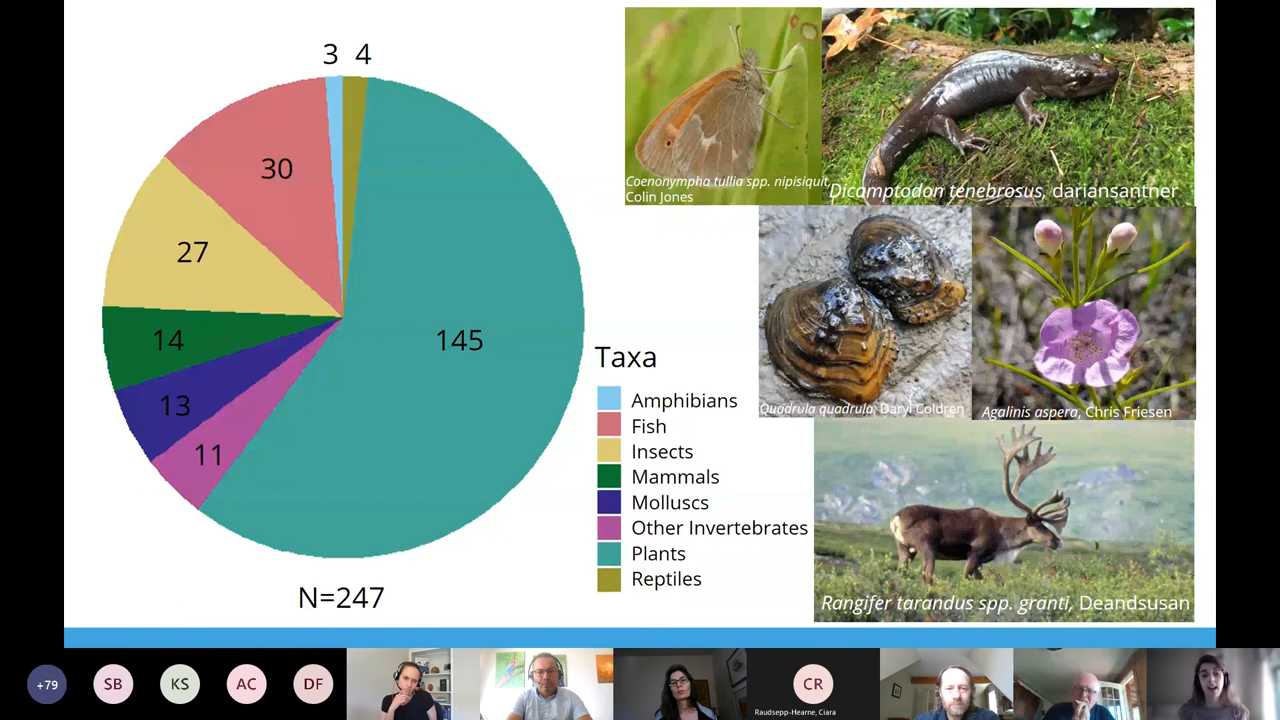 3 4
30
27
14
13
11
145
N=247
Taxa
Amphibians
Fish
Insects
Mammals
Molluscs
Other Invertebrates
Plants
Reptiles
Coenonympha tullia spp. nipisiquit,
Colin Jones
Dicamptodon tenebrosus, dariansantner
Quadrula quadrula, Daryl Coldren
Agalinis aspera, Chris Friesen
Rangifer tarandus spp. granti, Deandsusan
+79
SB
KS
AC
DF
CR
Raudsepp-Hearne, Ciara